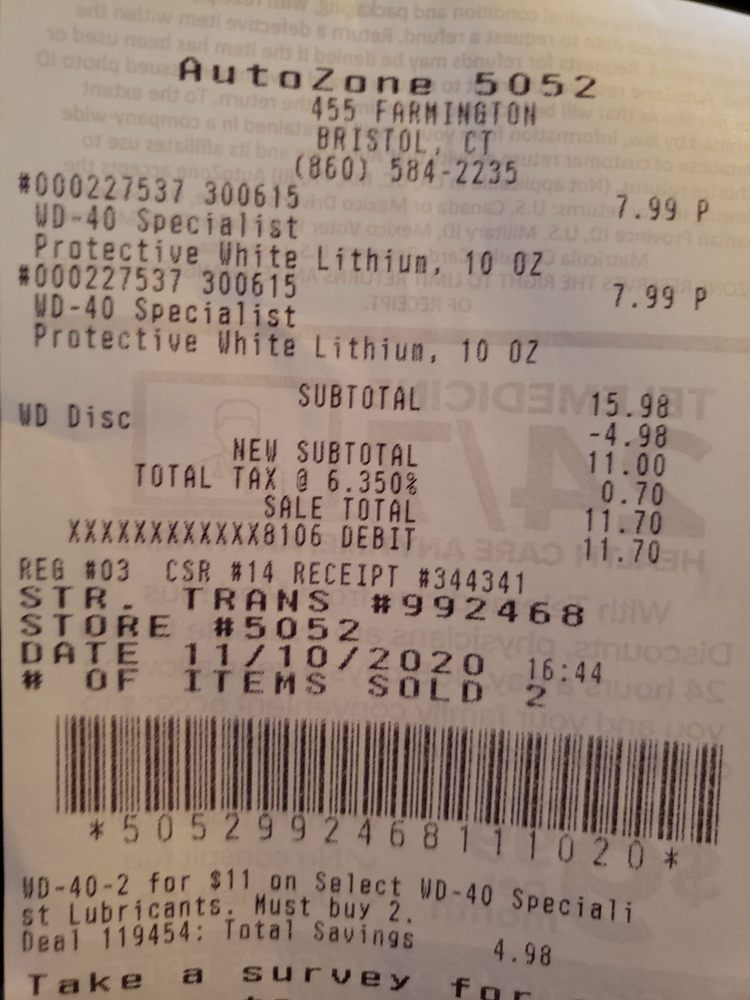 AutoZone 5052
455 FARMINGTON
BRISTOL, CT
(860) 584-2235
#000227537 300615 7.99 P
WD-40 Specialist
Protective White Lithium, 10 OZ
#000227537 300615 7.99 P
WD-40 Specialist
Protective White Lithium, 10 OZ
SUBTOTAL 15.98
WD Disc -4.98
NEW SUBTOTAL 11.00
TOTAL TAX @ 6.350% 0.70
SALE TOTAL 11.70
XXXXXXXXXXXX8106 DEBIT 11.70
REG #03 CSR #14 RECEIPT #344341
STR. TRANS #992468
STORE #5052
DATE 11/10/2020 16:44
# OF ITEMS SOLD 2
*505299246811​1020*
WD-40-2 for $11 on Select WD-40 Speciali
st Lubricants. Must buy 2.
Deal 119454: Total Savings 4.98
Take a survey for